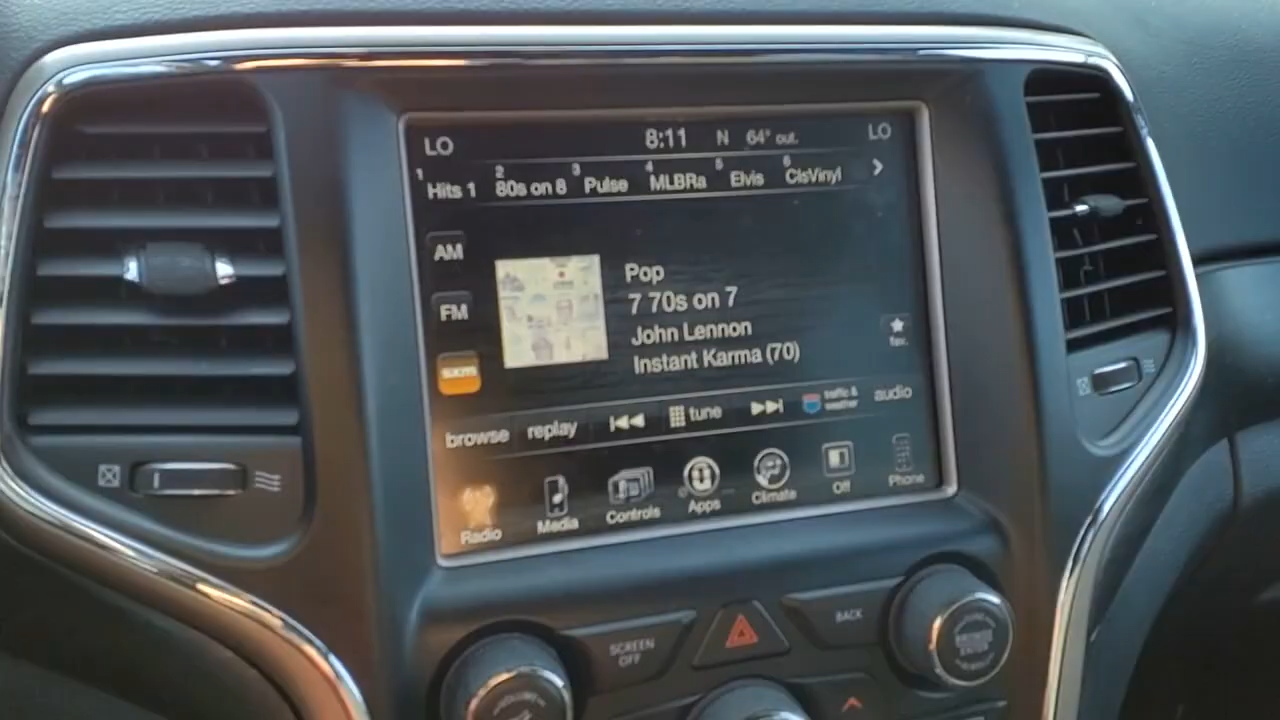 LO 8:11 N 64° out. LO
1 Hits 1 2 80s on 8 3 Pulse 4 MLBRa 5 Elvis 6 ClsVinyl
AM
FM
sxm
Pop
7 70s on 7
John Lennon
Instant Karma (70)
fav.
browse replay tune traffic & weather audio
Radio Media Controls Apps Climate Off Phone
SCREEN OFF
BACK